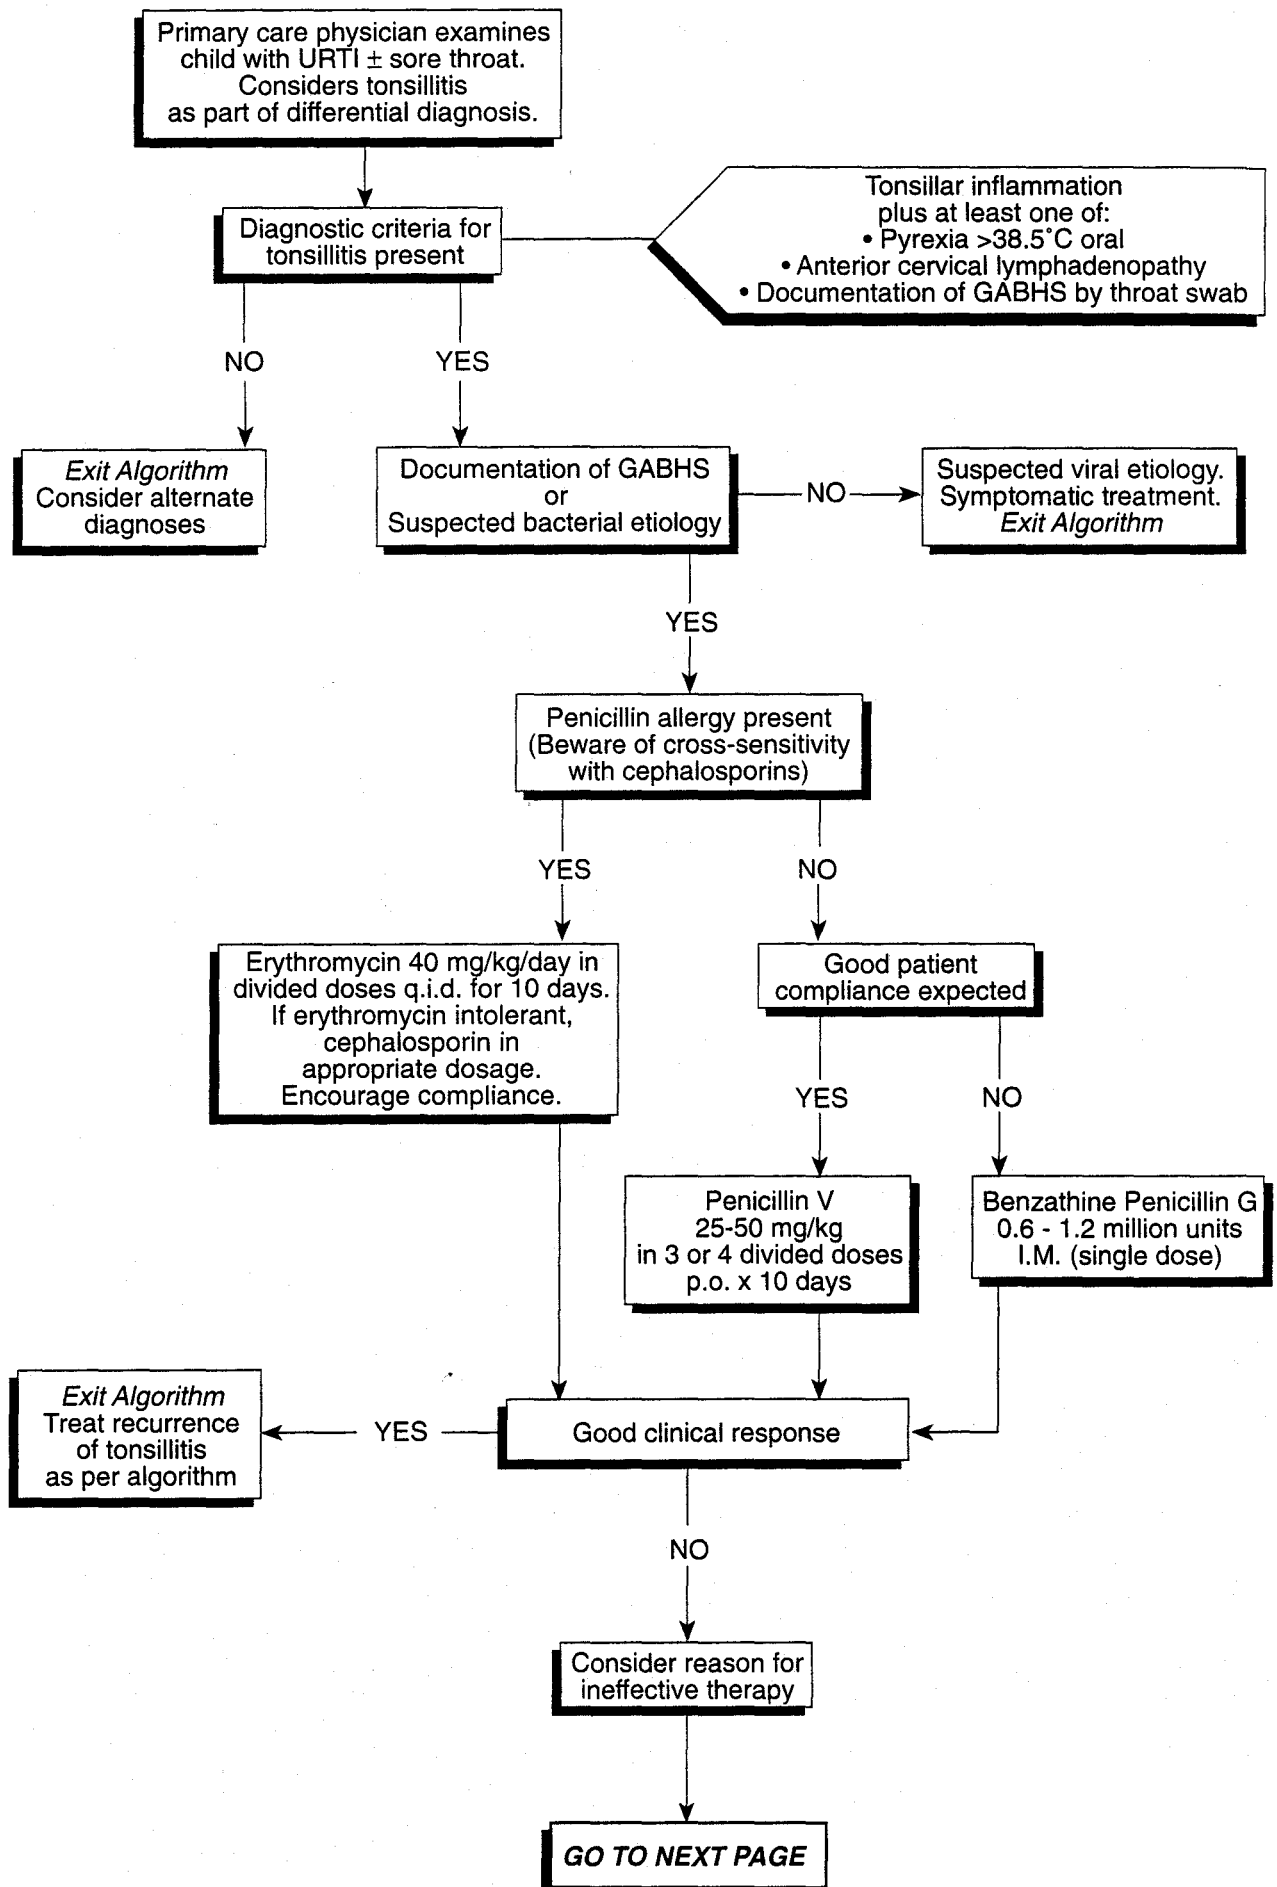 Primary care physician examines
child with URTI ± sore throat.
Considers tonsillitis
as part of differential diagnosis.
Diagnostic criteria for
tonsillitis present
Tonsillar inflammation
plus at least one of:
• Pyrexia >38.5°C oral
• Anterior cervical lymphadenopathy
• Documentation of GABHS by throat swab
NO
YES
Exit Algorithm
Consider alternate
diagnoses
Documentation of GABHS
or
Suspected bacterial etiology
NO
Suspected viral etiology.
Symptomatic treatment.
Exit Algorithm
YES
Penicillin allergy present
(Beware of cross-sensitivity
with cephalosporins)
YES
NO
Erythromycin 40 mg/kg/day in
divided doses q.i.d. for 10 days.
If erythromycin intolerant,
cephalosporin in
appropriate dosage.
Encourage compliance.
Good patient
compliance expected
YES
NO
Penicillin V
25-50 mg/kg
in 3 or 4 divided doses
p.o. x 10 days
Benzathine Penicillin G
0.6 - 1.2 million units
I.M. (single dose)
Exit Algorithm
Treat recurrence
of tonsillitis
as per algorithm
YES
Good clinical response
NO
Consider reason for
ineffective therapy
GO TO NEXT PAGE